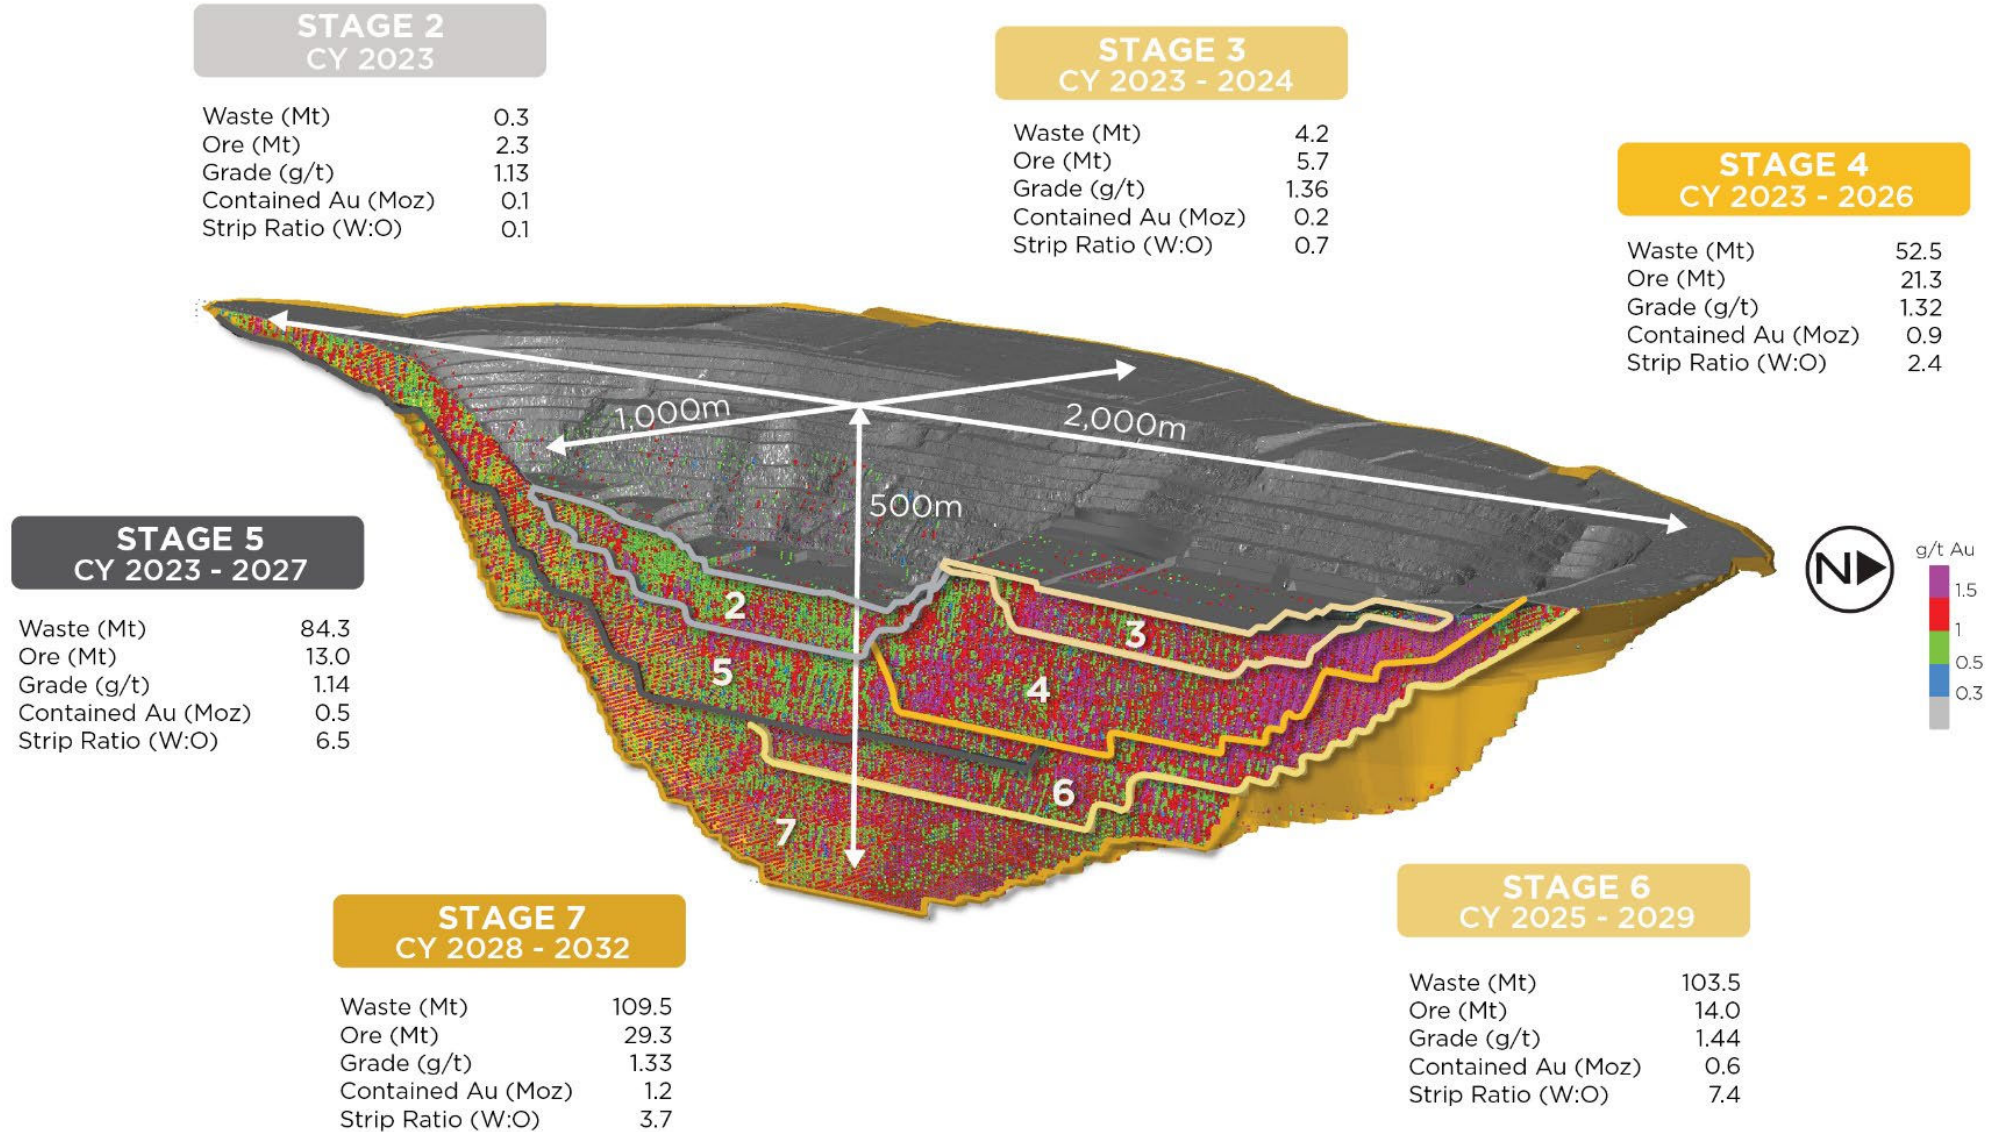 STAGE 2
CY 2023
Waste (Mt) 0.3
Ore (Mt) 2.3
Grade (g/t) 1.13
Contained Au (Moz) 0.1
Strip Ratio (W:O) 0.1
STAGE 3
CY 2023 - 2024
Waste (Mt) 4.2
Ore (Mt) 5.7
Grade (g/t) 1.36
Contained Au (Moz) 0.2
Strip Ratio (W:O) 0.7
STAGE 4
CY 2023 - 2026
Waste (Mt) 52.5
Ore (Mt) 21.3
Grade (g/t) 1.32
Contained Au (Moz) 0.9
Strip Ratio (W:O) 2.4
1,000m
2,000m
500m
2
3
4
5
6
7
N
g/t Au
1.5
1
0.5
0.3
STAGE 5
CY 2023 - 2027
Waste (Mt) 84.3
Ore (Mt) 13.0
Grade (g/t) 1.14
Contained Au (Moz) 0.5
Strip Ratio (W:O) 6.5
STAGE 7
CY 2028 - 2032
Waste (Mt) 109.5
Ore (Mt) 29.3
Grade (g/t) 1.33
Contained Au (Moz) 1.2
Strip Ratio (W:O) 3.7
STAGE 6
CY 2025 - 2029
Waste (Mt) 103.5
Ore (Mt) 14.0
Grade (g/t) 1.44
Contained Au (Moz) 0.6
Strip Ratio (W:O) 7.4